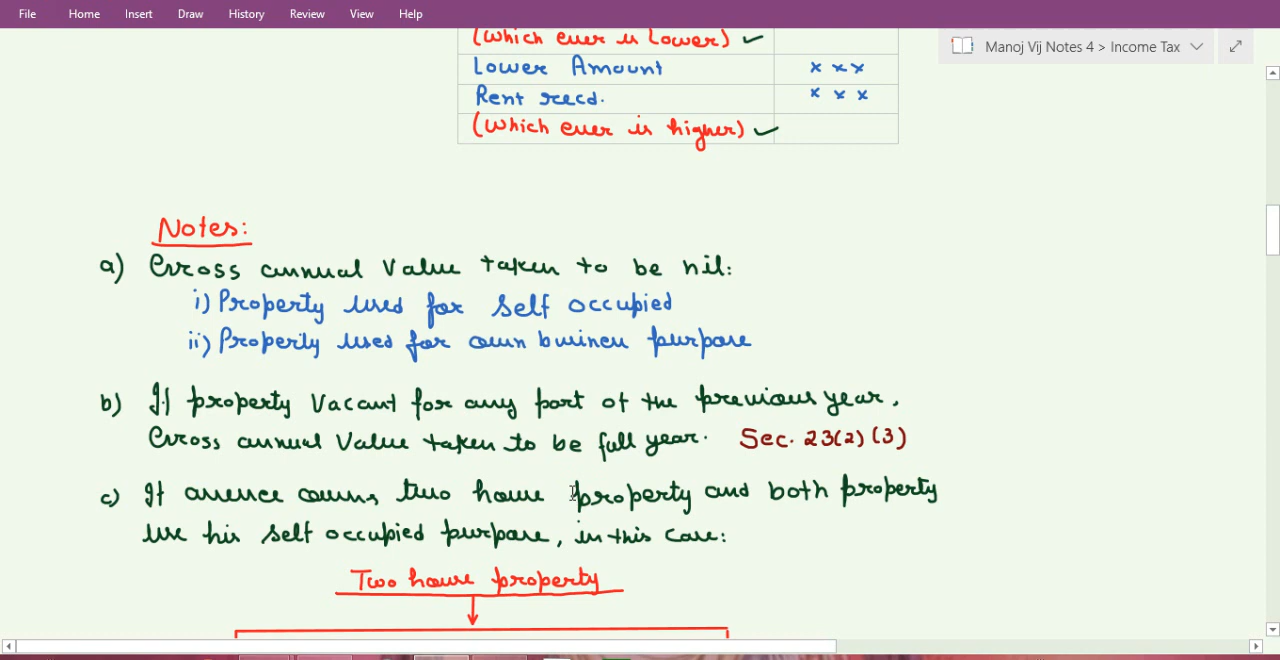 File Home Insert Draw History Review View Help
Manoj Vij Notes 4 > Income Tax
(Which ever is Lower) ✓
Lower Amount x x x
Rent recd. x x x
(Which ever is higher) ✓
Notes:
a) Gross annual Value taken to be nil:
i) Property used for self occupied
ii) Property used for own business purpose
b) If property Vacant for any part of the previous year,
Gross annual Value taken to be full year. Sec. 23(2)(3)
c) If assessee owns two house property and both property
use his self occupied purpose, in this case:
Two house property